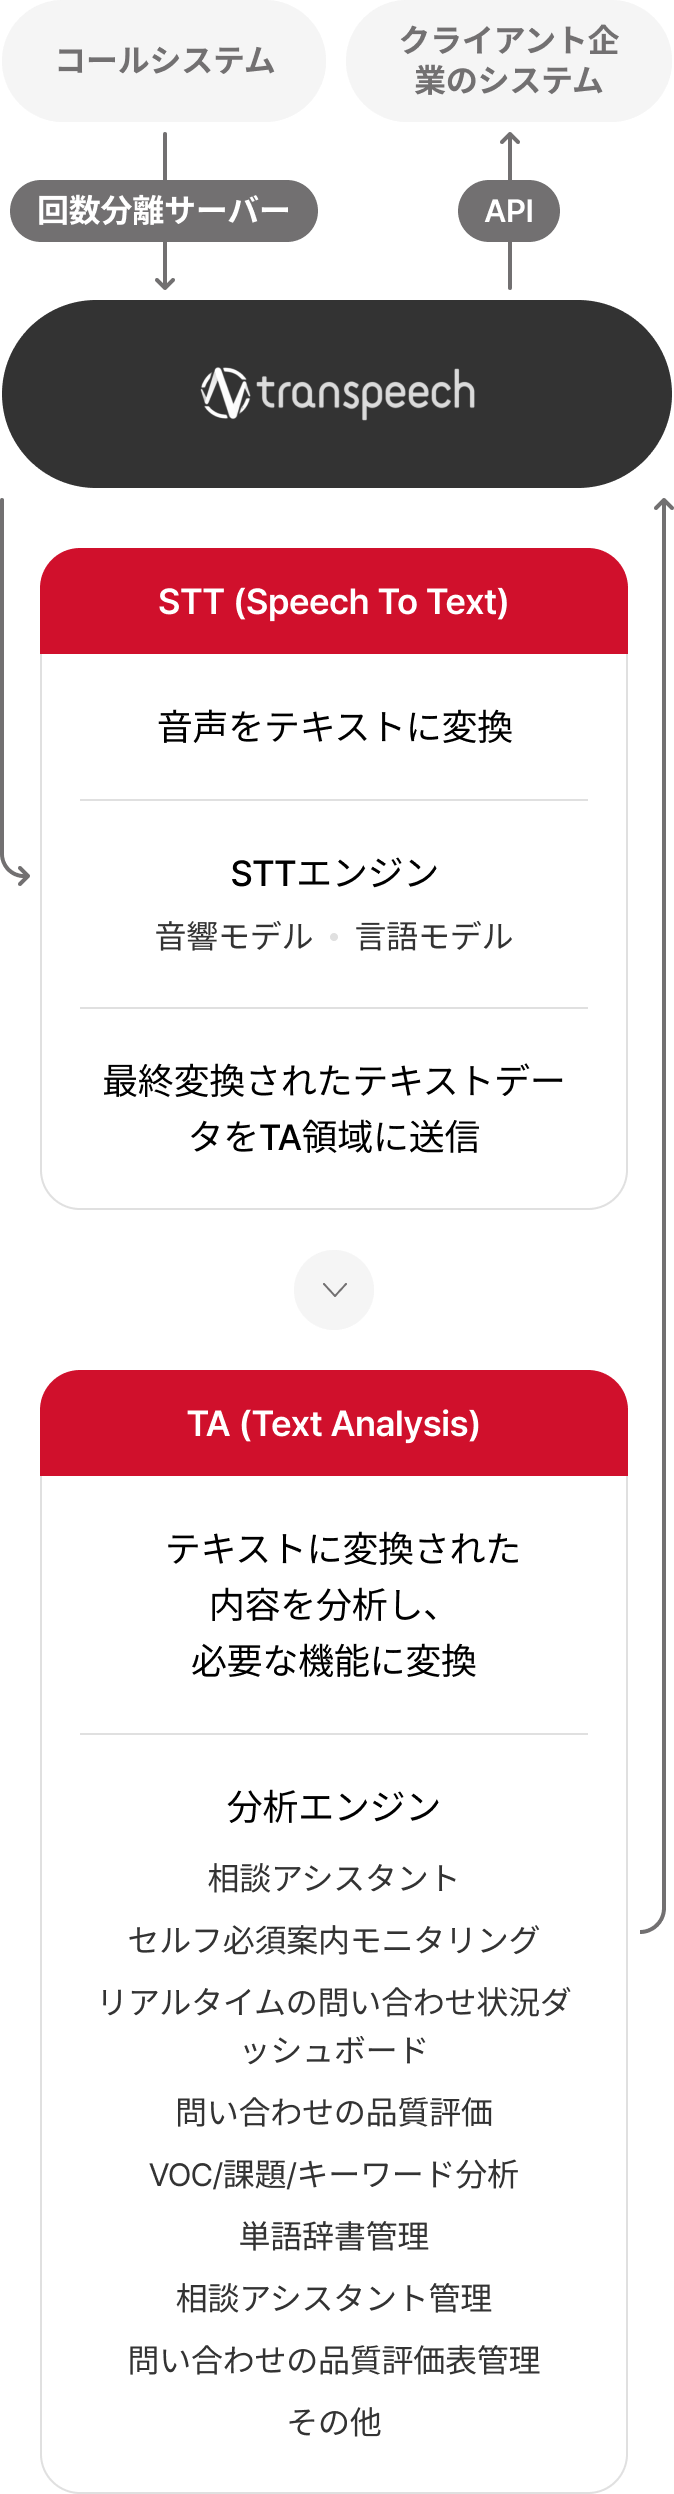 コールシステム
クライアント企
業のシステム
回数分離サーバー
API
transpeech
STT (Speech To Text)
音声をテキストに変換
STTエンジン
音響モデル • 言語モデル
最終変換されたテキストデー
タをTA領域に送信
TA (Text Analysis)
テキストに変換された
内容を分析し、
必要な機能に変換
分析エンジン
相談アシスタント
セルフ必須案内モニタリング
リアルタイムの問い合わせ状況ダ
ッシュボード
問い合わせの品質評価
VOC/課題/キーワード分析
単語辞書管理
相談アシスタント管理
問い合わせの品質評価表管理
その他